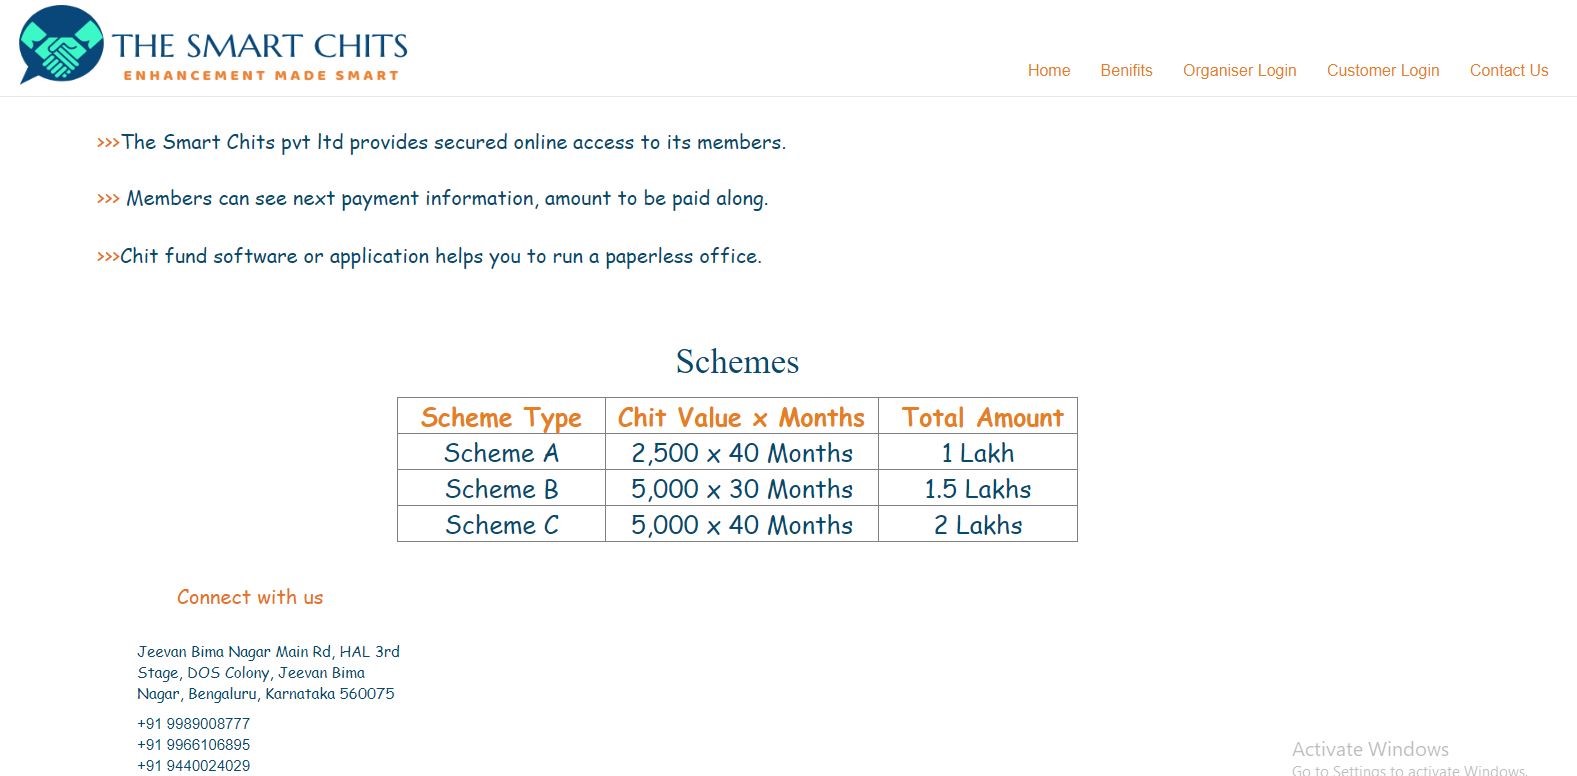 THE SMART CHITS
ENHANCEMENT MADE SMART
Home Benifits Organiser Login Customer Login Contact Us
>>>The Smart Chits pvt ltd provides secured online access to its members.
>>> Members can see next payment information, amount to be paid along.
>>>Chit fund software or application helps you to run a paperless office.
Schemes
Scheme Type Chit Value x Months Total Amount
Scheme A 2,500 x 40 Months 1 Lakh
Scheme B 5,000 x 30 Months 1.5 Lakhs
Scheme C 5,000 x 40 Months 2 Lakhs
Connect with us
Jeevan Bima Nagar Main Rd, HAL 3rd
Stage, DOS Colony, Jeevan Bima
Nagar, Bengaluru, Karnataka 560075
+91 9989008777
+91 9966106895
+91 9440024029
Activate Windows
Go to Settings to activate Windows.